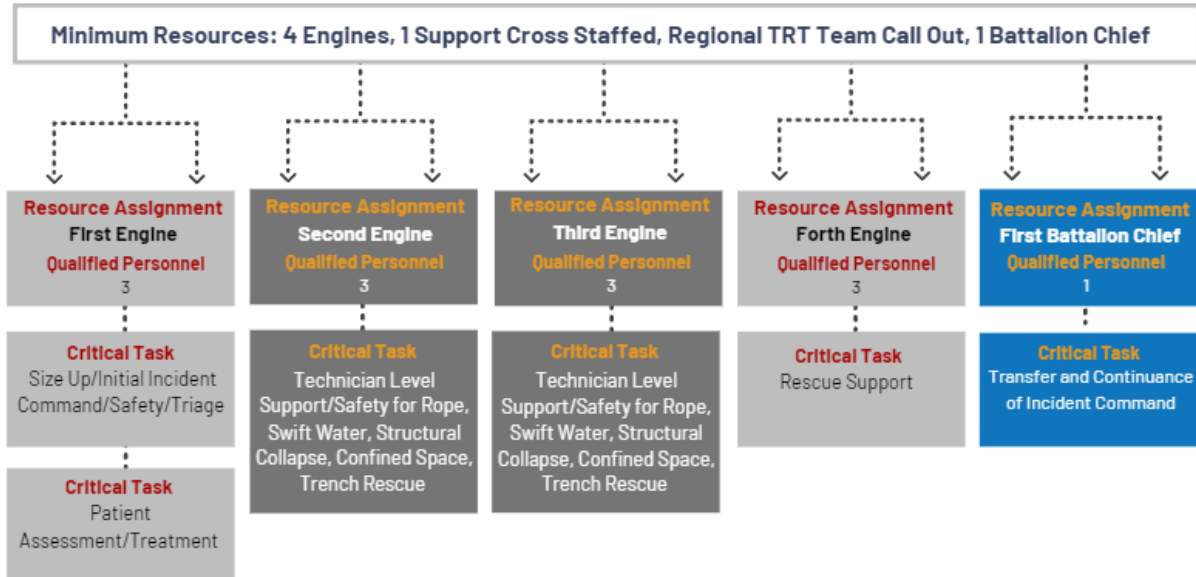 Minimum Resources: 4 Engines, 1 Support Cross Staffed, Regional TRT Team Call Out, 1 Battalion Chief
Resource Assignment
First Engine
Qualified Personnel
3
Critical Task
Size Up/Initial Incident
Command/Safety/Triage
Critical Task
Patient
Assessment/Treatment
Resource Assignment
Second Engine
Qualified Personnel
3
Critical Task
Technician Level
Support/Safety for Rope,
Swift Water, Structural
Collapse, Confined Space,
Trench Rescue
Resource Assignment
Third Engine
Qualified Personnel
3
Critical Task
Technician Level
Support/Safety for Rope,
Swift Water, Structural
Collapse, Confined Space,
Trench Rescue
Resource Assignment
Forth Engine
Qualified Personnel
3
Critical Task
Rescue Support
Resource Assignment
First Battalion Chief
Qualified Personnel
1
Critical Task
Transfer and Continuance
of Incident Command